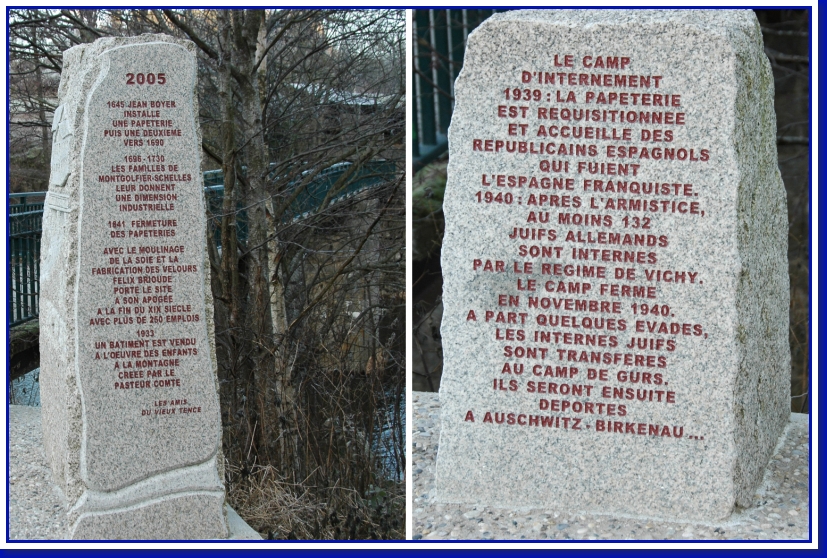 2005
1645 JEAN BOYER
INSTALLE
UNE PAPETERIE
PUIS UNE DEUXIEME
VERS 1690
1696-1730
LES FAMILLES DE
MONTGOLFIER-SCHELLES
LEUR DONNENT
UNE DIMENSION
INDUSTRIELLE
1841 FERMETURE
DES PAPETERIES
AVEC LE MOULINAGE
DE LA SOIE ET LA
FABRICATION DES VELOURS
FELIX BRIOUDE
PORTE LE SITE
A SON APOGEE
A LA FIN DU XIX SIECLE
AVEC PLUS DE 250 EMPLOIS
1933
UN BATIMENT EST VENDU
A L'ŒUVRE DES ENFANTS
A LA MONTAGNE
CREEE PAR LE
PASTEUR COMTE
LES AMIS
DU VIEUX TENCE
LE CAMP
D'INTERNEMENT
1939 : LA PAPETERIE
EST REQUISITIONNEE
ET ACCUEILLE DES
REPUBLICAINS ESPAGNOLS
QUI FUIENT
L'ESPAGNE FRANQUISTE.
1940 : APRES L'ARMISTICE,
AU MOINS 132
JUIFS ALLEMANDS
SONT INTERNES
PAR LE REGIME DE VICHY.
LE CAMP FERME
EN NOVEMBRE 1940.
A PART QUELQUES EVADES,
LES INTERNES JUIFS
SONT TRANSFERES
AU CAMP DE GURS.
ILS SERONT ENSUITE
DEPORTES
A AUSCHWITZ - BIRKENAU ...